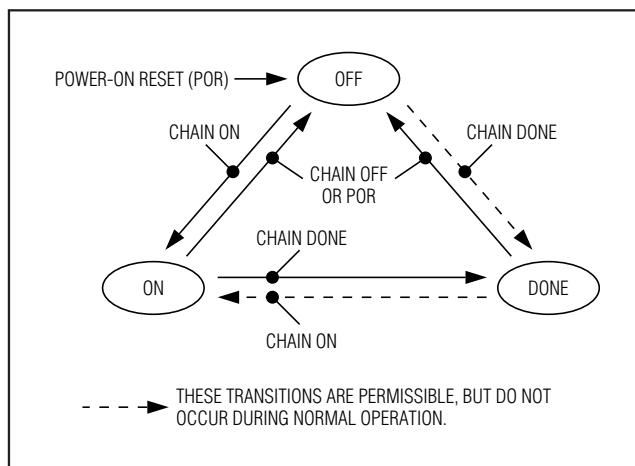 POWER-ON RESET (POR)
OFF
CHAIN ON
CHAIN DONE
CHAIN OFF
OR POR
CHAIN DONE
ON
DONE
CHAIN ON
THESE TRANSITIONS ARE PERMISSIBLE, BUT DO NOT
OCCUR DURING NORMAL OPERATION.